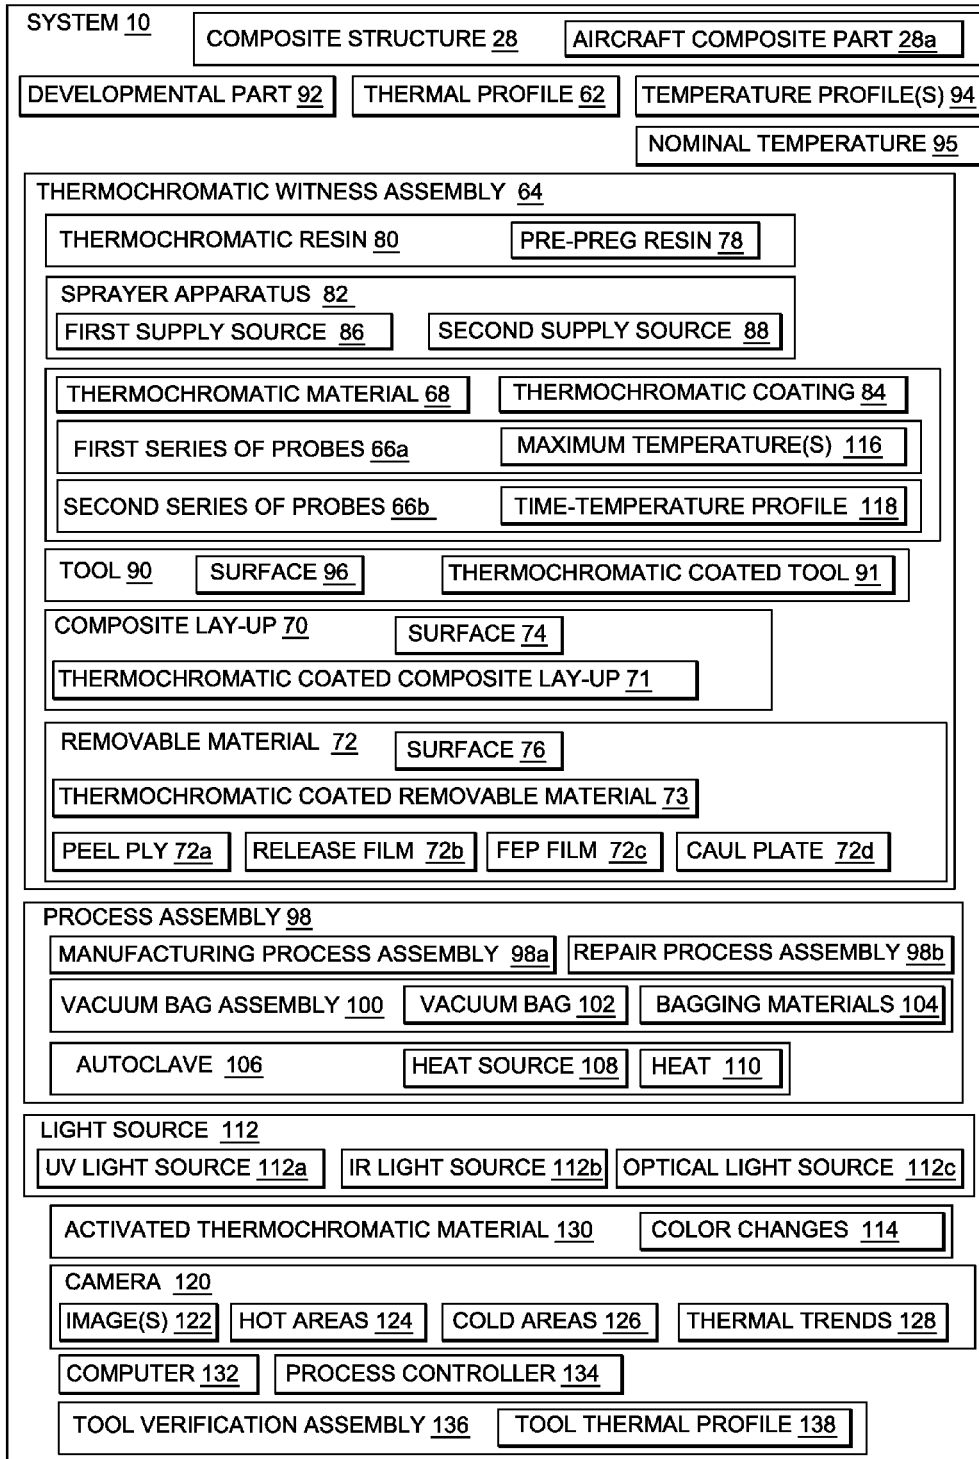 SYSTEM 10
COMPOSITE STRUCTURE 28 AIRCRAFT COMPOSITE PART 28a
DEVELOPMENTAL PART 92 THERMAL PROFILE 62 TEMPERATURE PROFILE(S) 94
NOMINAL TEMPERATURE 95
THERMOCHROMATIC WITNESS ASSEMBLY 64
THERMOCHROMATIC RESIN 80 PRE-PREG RESIN 78
SPRAYER APPARATUS 82
FIRST SUPPLY SOURCE 86 SECOND SUPPLY SOURCE 88
THERMOCHROMATIC MATERIAL 68 THERMOCHROMATIC COATING 84
FIRST SERIES OF PROBES 66a MAXIMUM TEMPERATURE(S) 116
SECOND SERIES OF PROBES 66b TIME-TEMPERATURE PROFILE 118
TOOL 90 SURFACE 96 THERMOCHROMATIC COATED TOOL 91
COMPOSITE LAY-UP 70 SURFACE 74
THERMOCHROMATIC COATED COMPOSITE LAY-UP 71
REMOVABLE MATERIAL 72 SURFACE 76
THERMOCHROMATIC COATED REMOVABLE MATERIAL 73
PEEL PLY 72a RELEASE FILM 72b FEP FILM 72c CAUL PLATE 72d
PROCESS ASSEMBLY 98
MANUFACTURING PROCESS ASSEMBLY 98a REPAIR PROCESS ASSEMBLY 98b
VACUUM BAG ASSEMBLY 100 VACUUM BAG 102 BAGGING MATERIALS 104
AUTOCLAVE 106 HEAT SOURCE 108 HEAT 110
LIGHT SOURCE 112
UV LIGHT SOURCE 112a IR LIGHT SOURCE 112b OPTICAL LIGHT SOURCE 112c
ACTIVATED THERMOCHROMATIC MATERIAL 130 COLOR CHANGES 114
CAMERA 120
IMAGE(S) 122 HOT AREAS 124 COLD AREAS 126 THERMAL TRENDS 128
COMPUTER 132 PROCESS CONTROLLER 134
TOOL VERIFICATION ASSEMBLY 136 TOOL THERMAL PROFILE 138